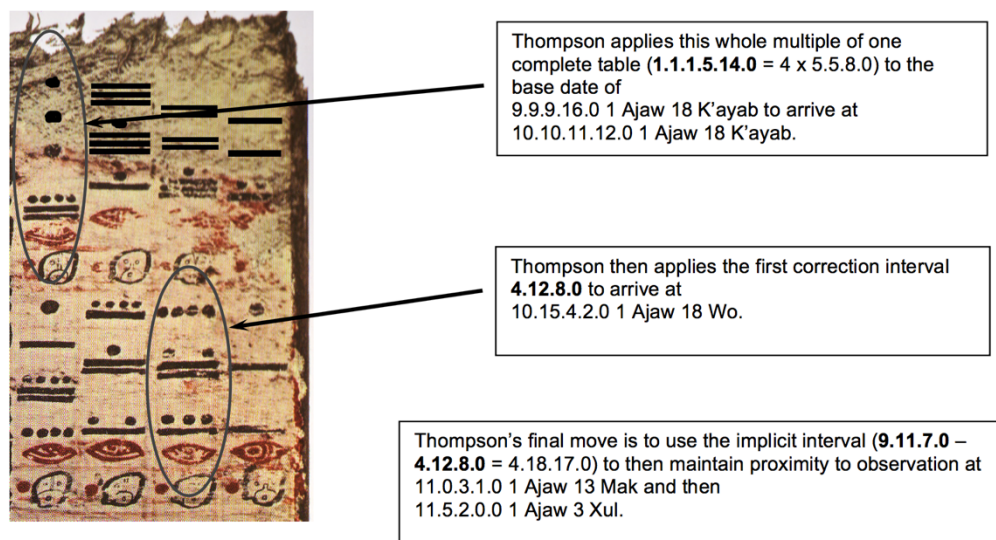 Thompson applies this whole multiple of one
complete table (1.1.1.5.14.0 = 4 x 5.5.8.0) to the
base date of
9.9.9.16.0 1 Ajaw 18 K’ayab to arrive at
10.10.11.12.0 1 Ajaw 18 K’ayab.
Thompson then applies the first correction interval
4.12.8.0 to arrive at
10.15.4.2.0 1 Ajaw 18 Wo.
Thompson’s final move is to use the implicit interval (9.11.7.0 –
4.12.8.0 = 4.18.17.0) to then maintain proximity to observation at
11.0.3.1.0 1 Ajaw 13 Mak and then
11.5.2.0.0 1 Ajaw 3 Xul.